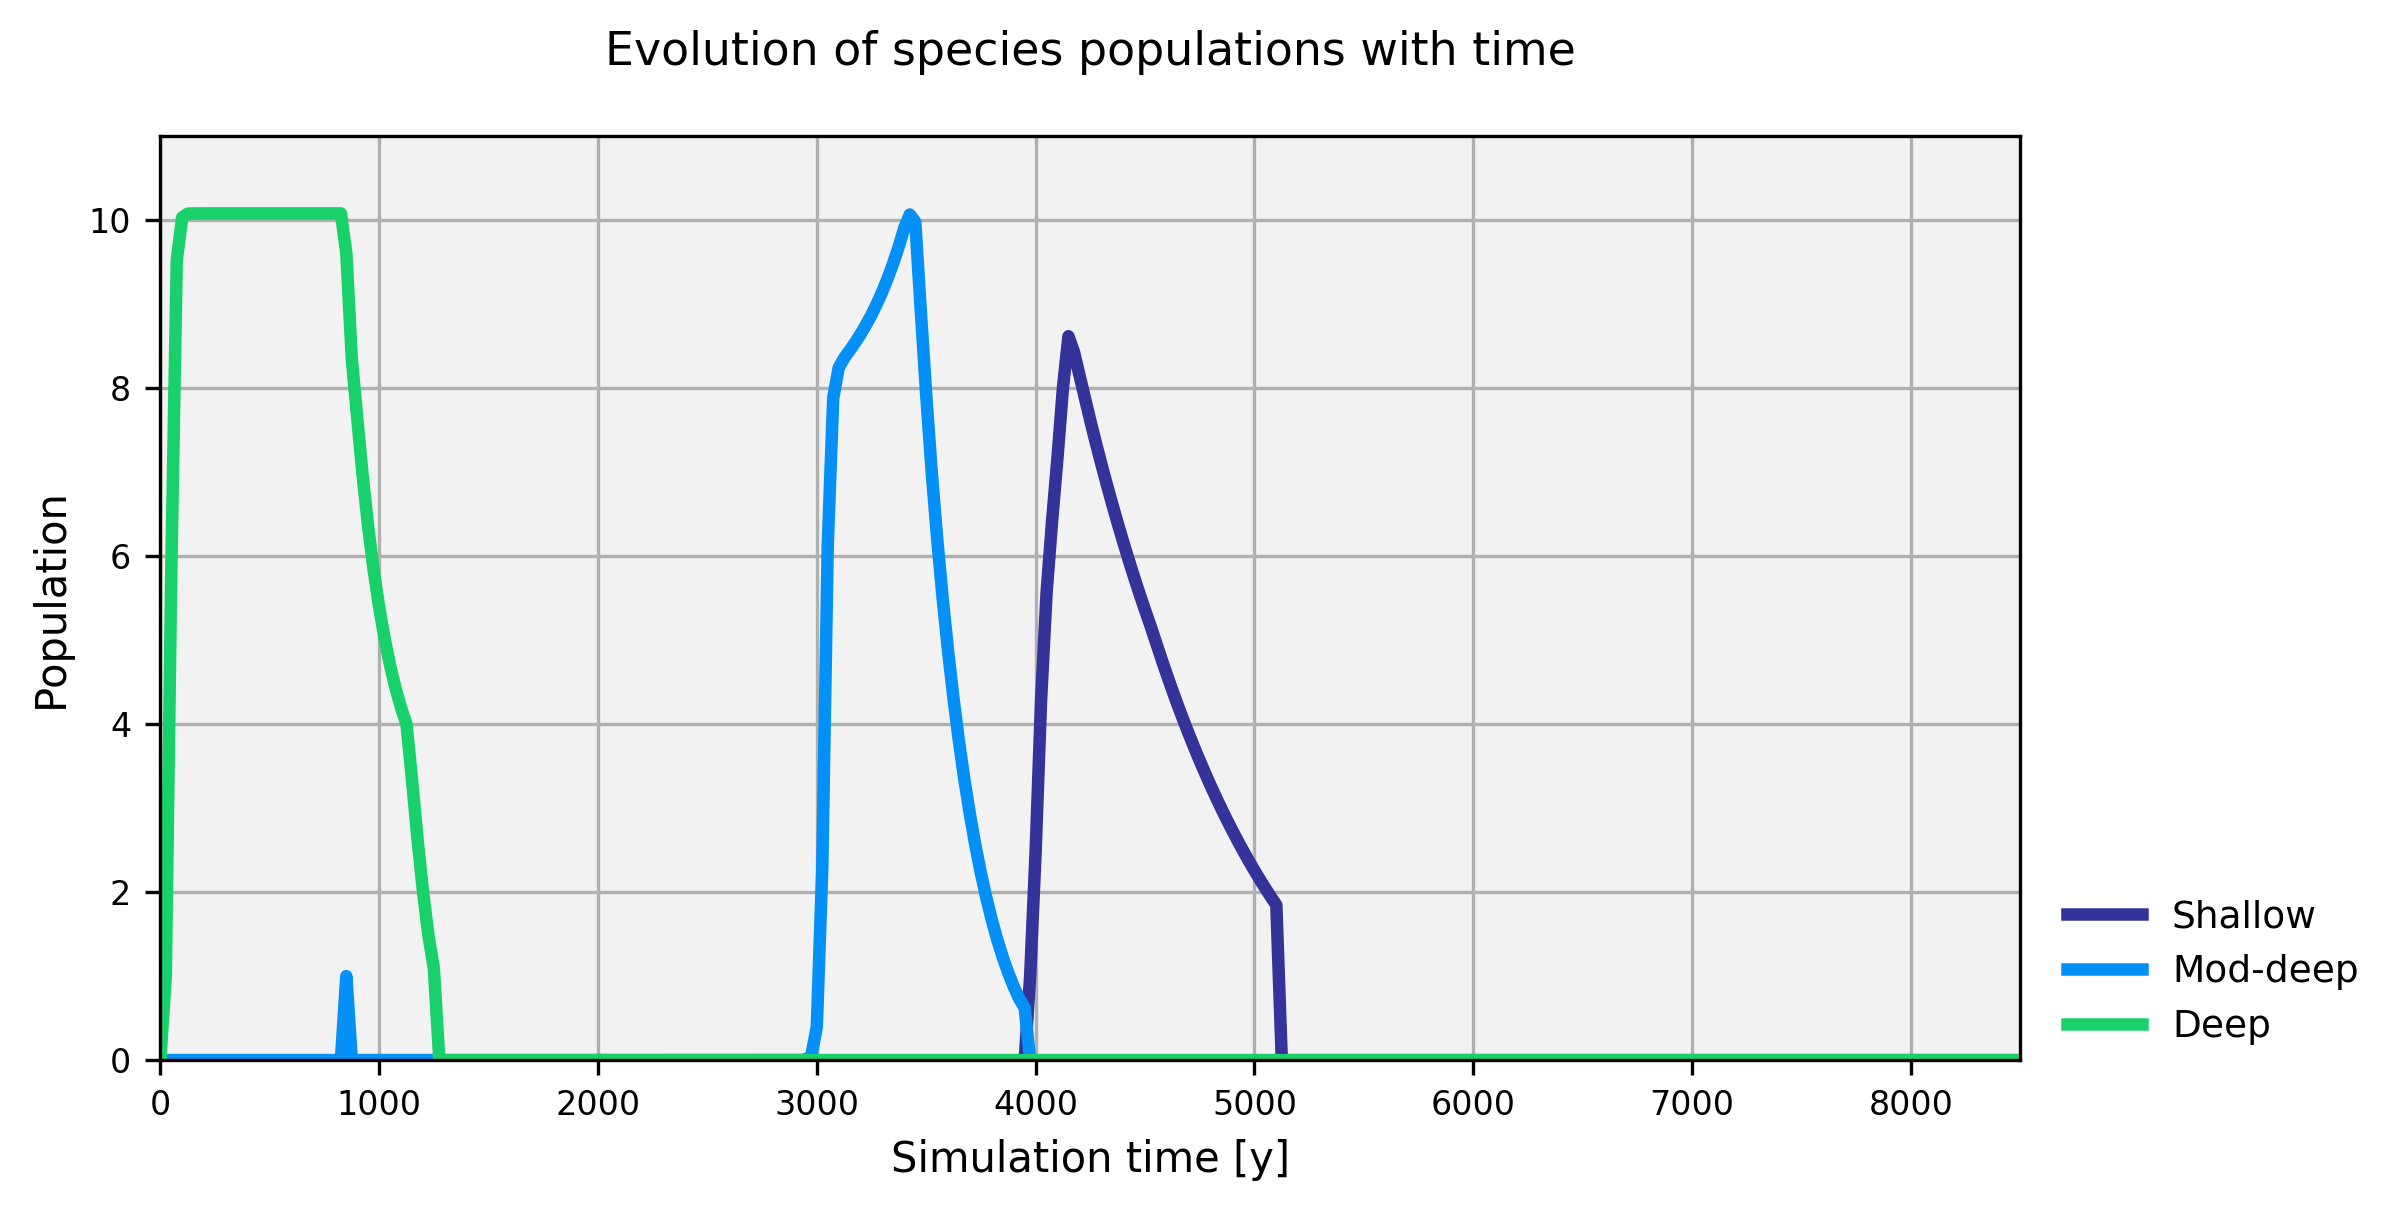 Evolution of species populations with time
Population
10
8
6
4
2
0
0 1000 2000 3000 4000 5000 6000 7000 8000
Simulation time [y]
Shallow
Mod-deep
Deep